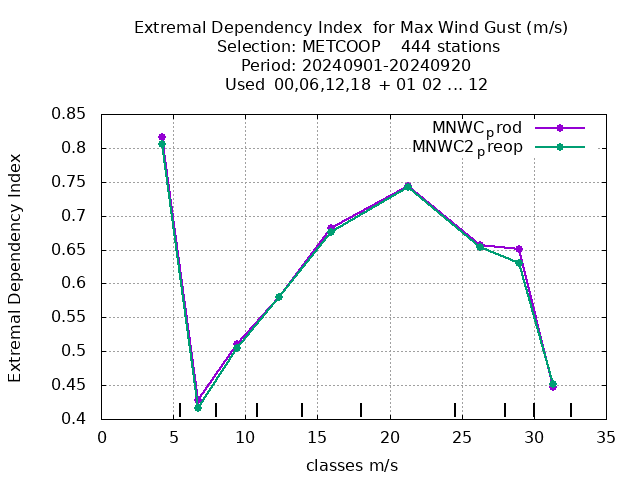 Extremal Dependency Index  for Max Wind Gust (m/s)
Selection: METCOOP    444 stations
Period: 20240901-20240920
Used  00,06,12,18  + 01 02 ... 12
MNWCprod
MNWC2preop
0.85
0.8
0.75
0.7
0.65
0.6
0.55
0.5
0.45
0.4
Extremal Dependency Index
0 5 10 15 20 25 30 35
classes m/s